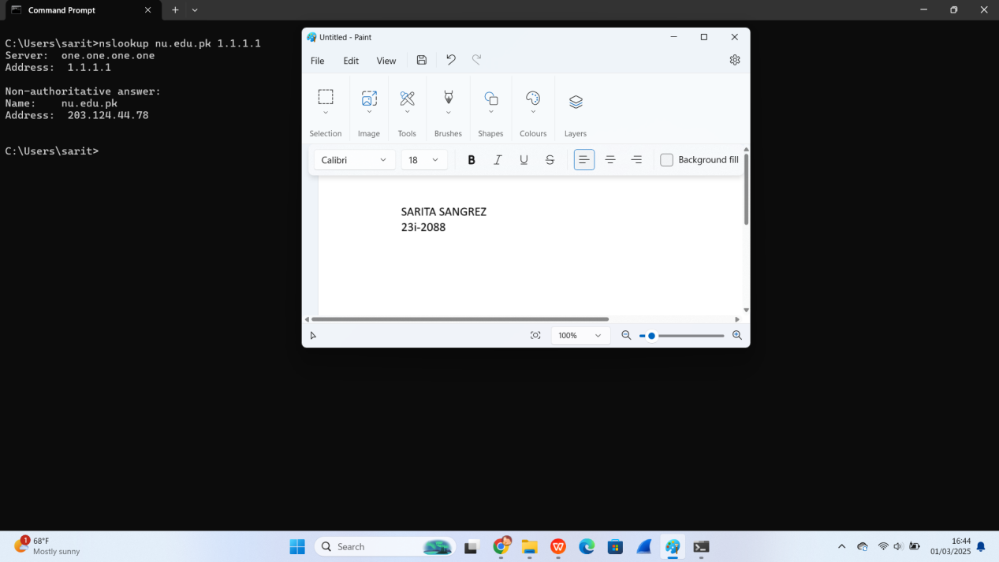 Command Prompt
C:\Users\sarit>nslookup nu.edu.pk 1.1.1.1
Server:  one.one.one.one
Address:  1.1.1.1
Non-authoritative answer:
Name:    nu.edu.pk
Address:  203.124.44.78
C:\Users\sarit>
Untitled - Paint
File Edit View
Selection Image Tools Brushes Shapes Colours Layers
Calibri 18 B I U S Background fill
SARITA SANGREZ
23i-2088
100%
1
68°F
Mostly sunny
Search
W
16:44
01/03/2025